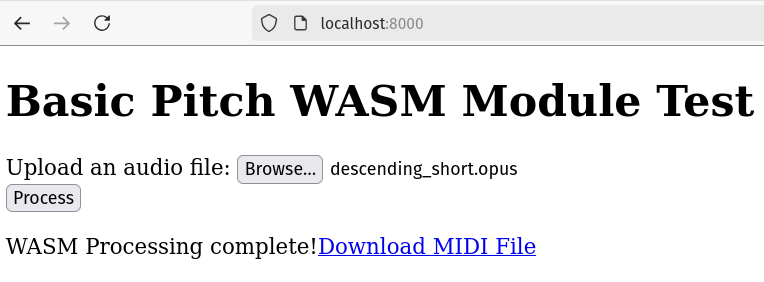 localhost:8000
Basic Pitch WASM Module Test
Upload an audio file: Browse... descending_short.opus
Process
WASM Processing complete!Download MIDI File